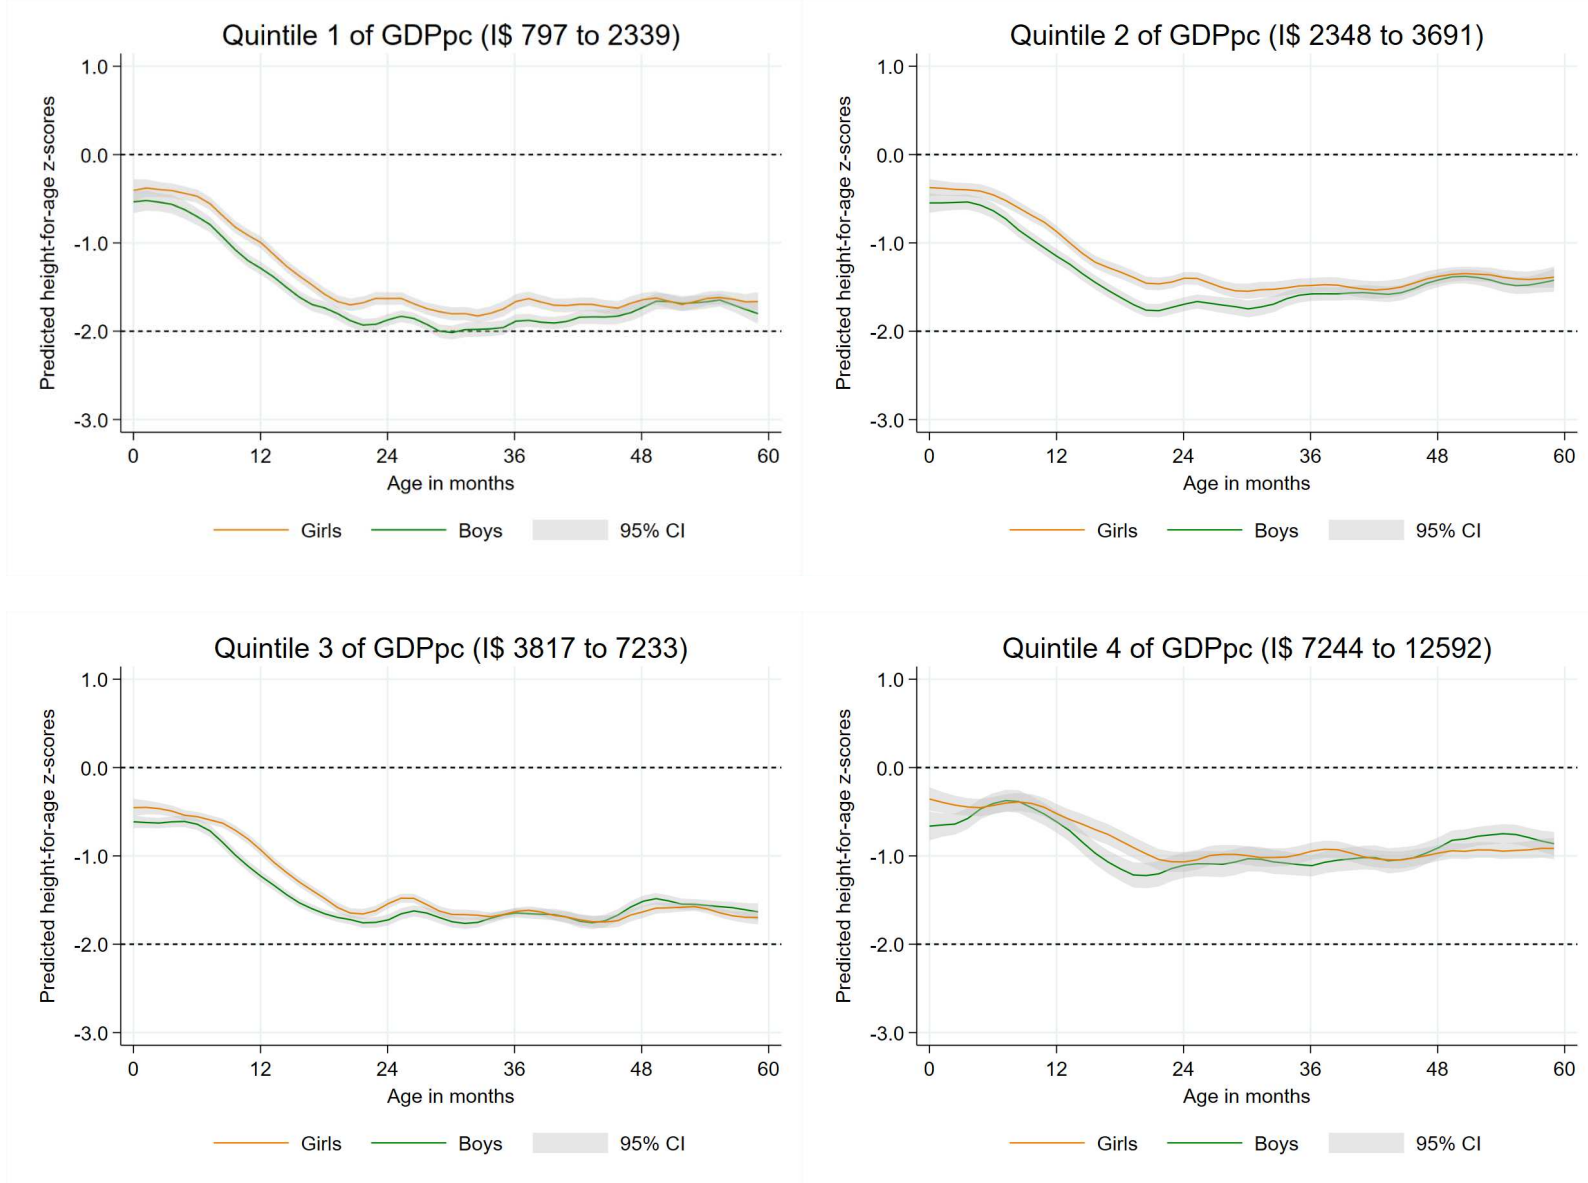 Quintile 1 of GDPpc (I$ 797 to 2339)
Predicted height-for-age z-scores
1.0
0.0
-1.0
-2.0
-3.0
0 12 24 36 48 60
Age in months
Girls Boys 95% CI
Quintile 2 of GDPpc (I$ 2348 to 3691)
Predicted height-for-age z-scores
1.0
0.0
-1.0
-2.0
-3.0
0 12 24 36 48 60
Age in months
Girls Boys 95% CI
Quintile 3 of GDPpc (I$ 3817 to 7233)
Predicted height-for-age z-scores
1.0
0.0
-1.0
-2.0
-3.0
0 12 24 36 48 60
Age in months
Girls Boys 95% CI
Quintile 4 of GDPpc (I$ 7244 to 12592)
Predicted height-for-age z-scores
1.0
0.0
-1.0
-2.0
-3.0
0 12 24 36 48 60
Age in months
Girls Boys 95% CI